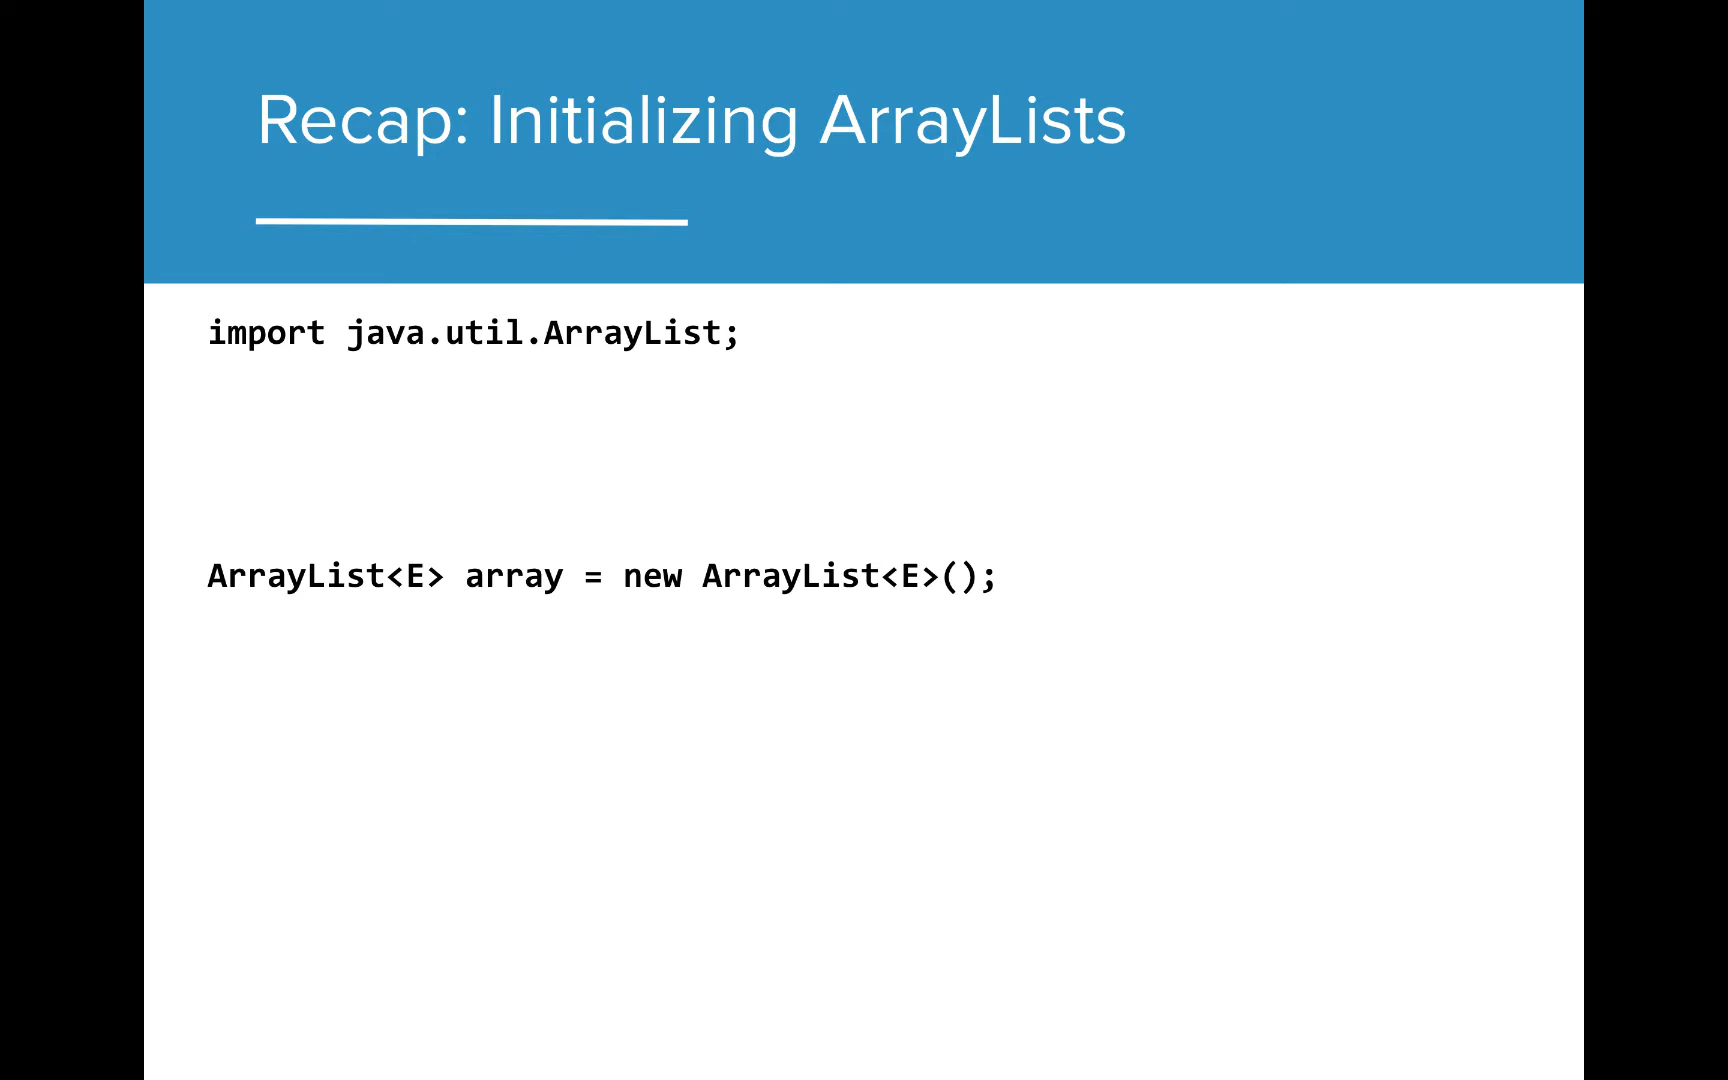 Recap: Initializing ArrayLists
import java.util.ArrayList;
ArrayList<E> array = new ArrayList<E>();